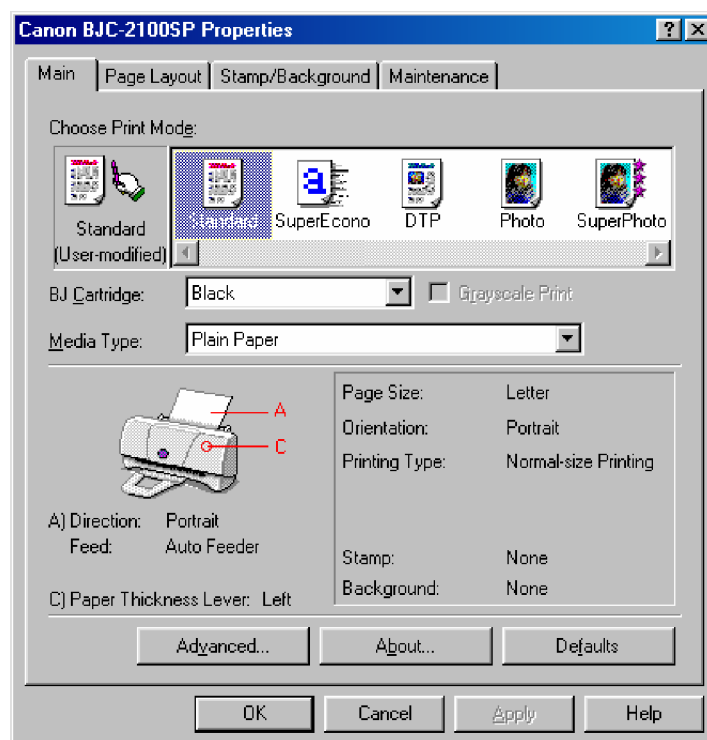 Canon BJC-2100SP Properties
Main Page Layout Stamp/Background Maintenance
Choose Print Mode:
Standard
(User-modified)
Standard SuperEcono DTP Photo SuperPhoto
BJ Cartridge: Black Grayscale Print
Media Type: Plain Paper
A
C
A) Direction: Portrait
Feed: Auto Feeder
C) Paper Thickness Lever: Left
Page Size: Letter
Orientation: Portrait
Printing Type: Normal-size Printing
Stamp: None
Background: None
Advanced... About... Defaults
OK Cancel Apply Help